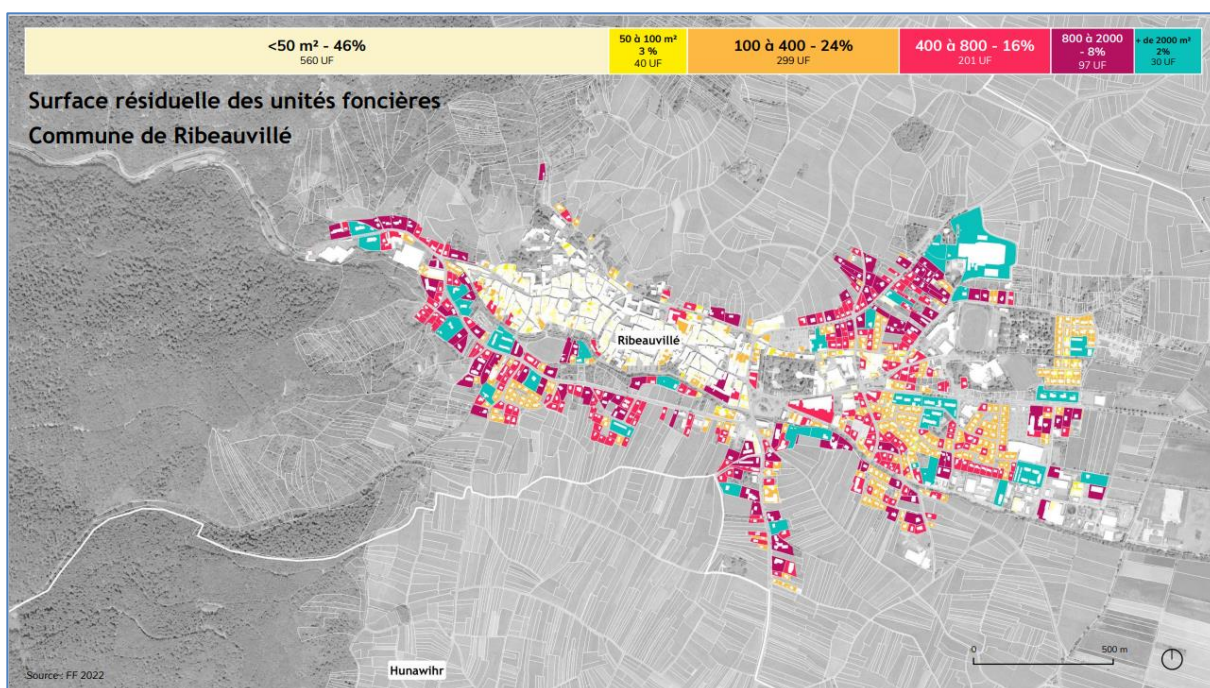 <50 m² - 46%
560 UF
50 à 100 m²
3 %
40 UF
100 à 400 - 24%
299 UF
400 à 800 - 16%
201 UF
800 à 2000
- 8%
97 UF
+ de 2000 m²
2%
30 UF
Surface résiduelle des unités foncières
Commune de Ribeauvillé
Ribeauvillé
Hunawihr
0 500 m
Source : FF 2022